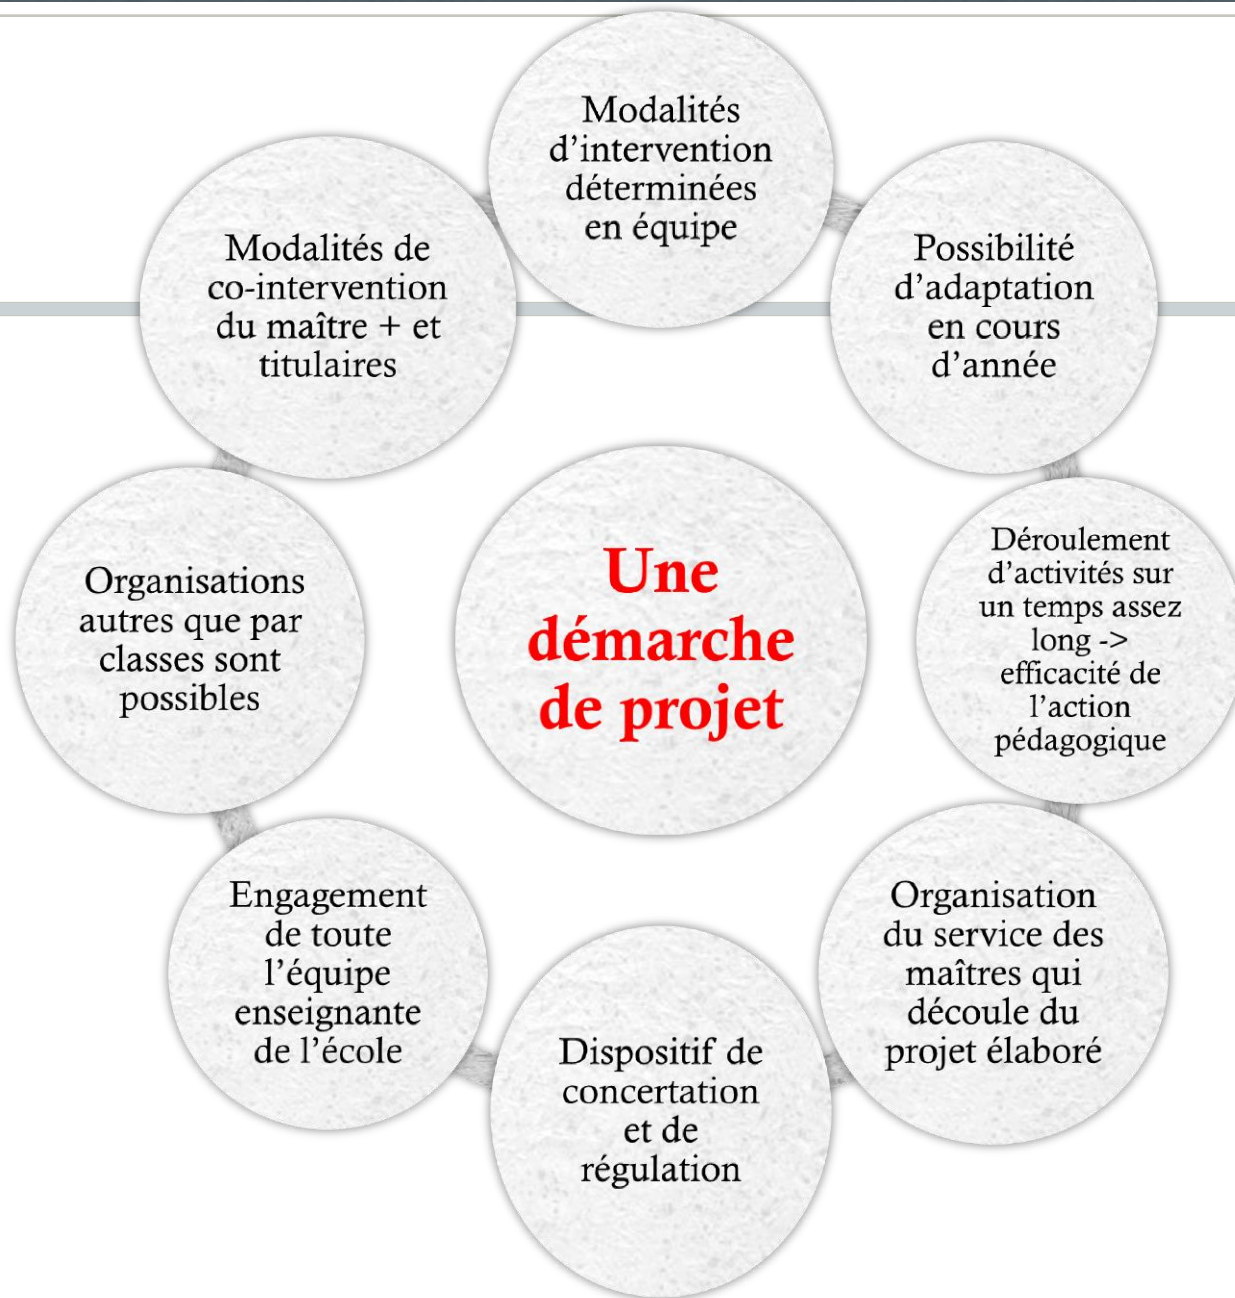 Modalités
d’intervention
déterminées
en équipe
Possibilité
d’adaptation
en cours
d’année
Déroulement
d’activités sur
un temps assez
long ->
efficacité de
l’action
pédagogique
Organisation
du service des
maîtres qui
découle du
projet élaboré
Dispositif de
concertation
et de
régulation
Engagement
de toute
l’équipe
enseignante
de l’école
Organisations
autres que par
classes sont
possibles
Modalités de
co-intervention
du maître + et
titulaires
Une
démarche
de projet